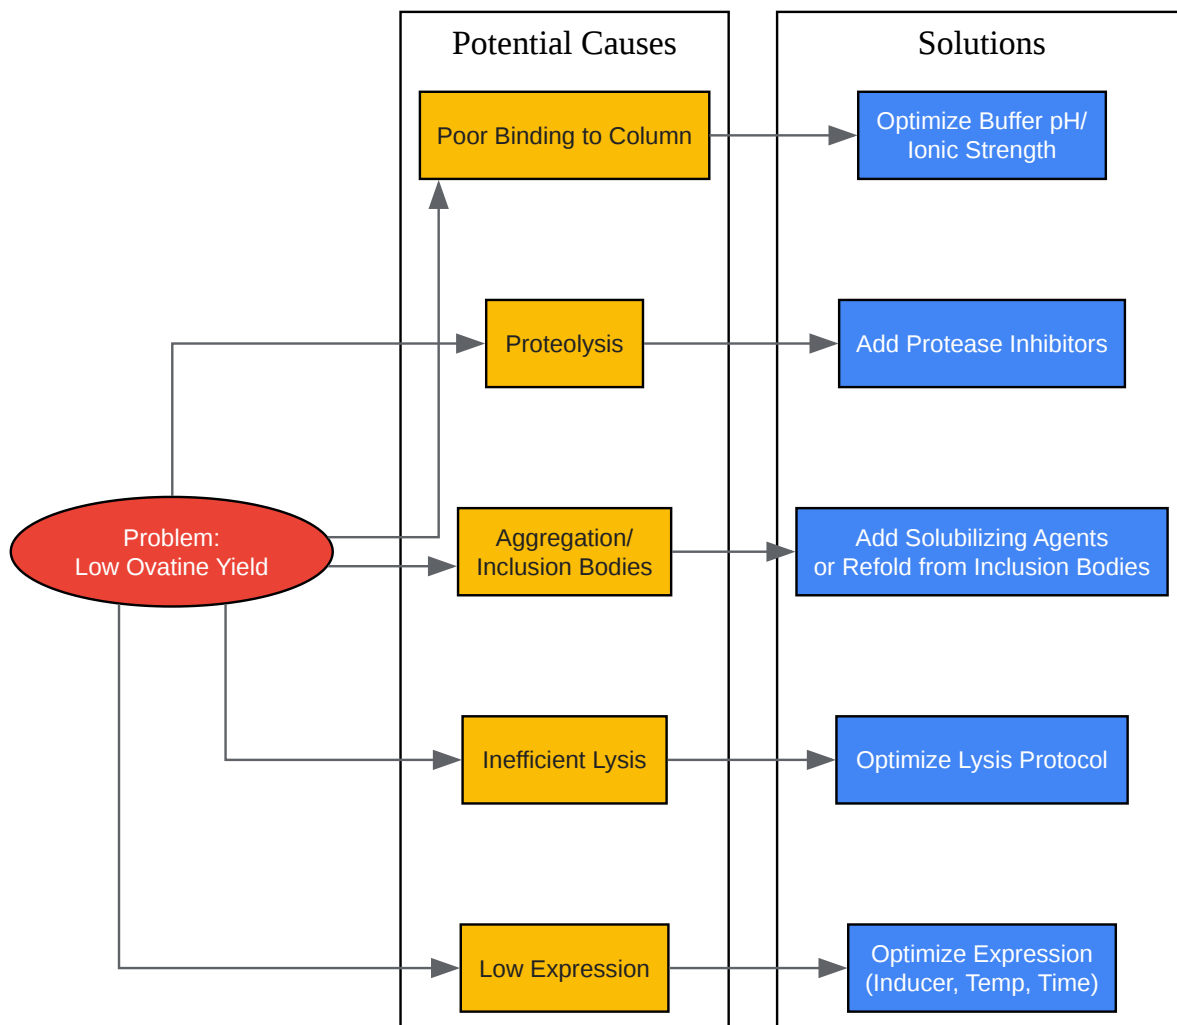 Potential Causes
Solutions
Poor Binding to Column
Optimize Buffer pH/
Ionic Strength
Proteolysis
Add Protease Inhibitors
Problem:
Low Ovatine Yield
Aggregation/
Inclusion Bodies
Add Solubilizing Agents
or Refold from Inclusion Bodies
Inefficient Lysis
Optimize Lysis Protocol
Low Expression
Optimize Expression
(Inducer, Temp, Time)